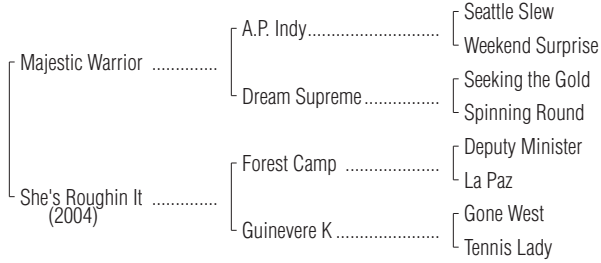 Seattle Slew
A.P. Indy..............................
Weekend Surprise
Majestic Warrior ..............
Seeking the Gold
Dream Supreme.................
Spinning Round
Deputy Minister
Forest Camp .....................
La Paz
She's Roughin It ..............
(2004)
Gone West
Guinevere K .......................
Tennis Lady